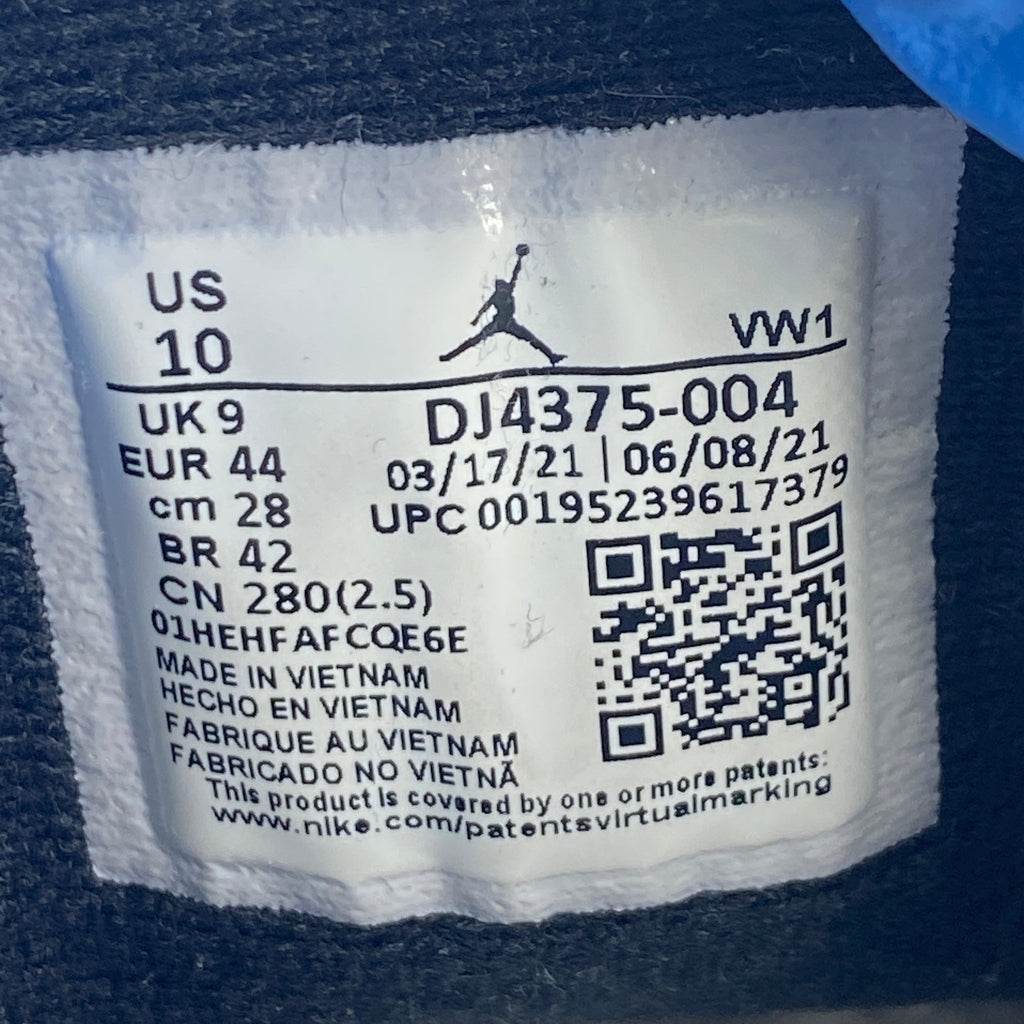 US
10
VW1
UK 9
DJ4375-004
EUR 44
03/17/21 | 06/08/21
cm 28
UPC 00195239617379
BR 42
CN 280(2.5)
01HEHFAFCQE6E
MADE IN VIETNAM
HECHO EN VIETNAM
FABRIQUE AU VIETNAM
FABRICADO NO VIETNÃ
This product is covered by one or more patents:
www.nike.com/patentsvirtualmarking